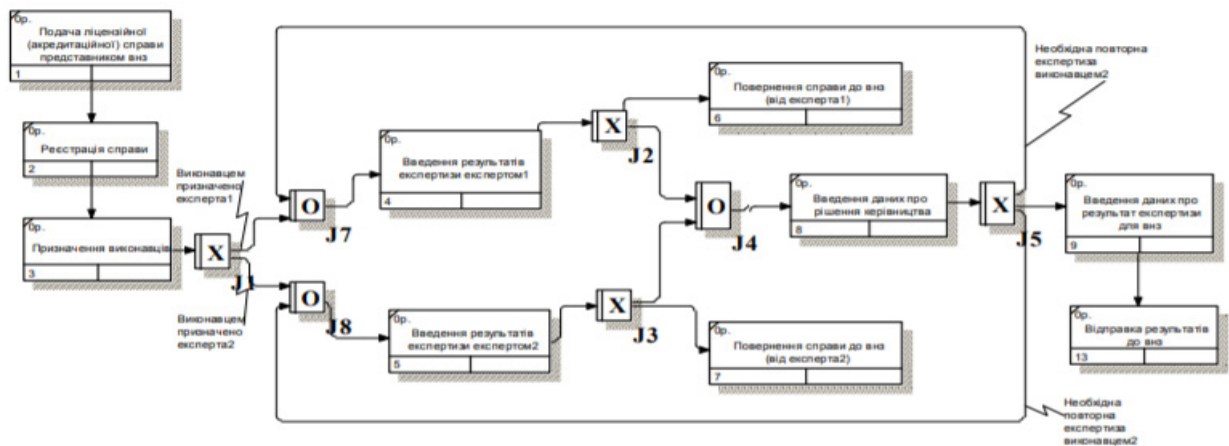 0р.
Подача ліцензійної
(акредитаційної) справи
представником внз
1
0р.
Реєстрація справи
2
0р.
Призначення виконавців
3
Виконавцем
призначено
експерта1
X
J1
Виконавцем
призначено
експерта2
O
J7
O
J8
0р.
Введення результатів
експертизи експертом1
4
0р.
Введення результатів
експертизи експертом2
5
X
J2
X
J3
0р.
Повернення справи до внз
(від експерта1)
6
0р.
Повернення справи до внз
(від експерта2)
7
O
J4
0р.
Введення даних про
рішення керівництва
8
X
J5
Необхідна повторна
експертиза
виконавцем2
0р.
Введення даних про
результат експертизи
для внз
9
0р.
Відправка результатів
до внз
13
Необхідна
повторна
експертиза
виконавцем2